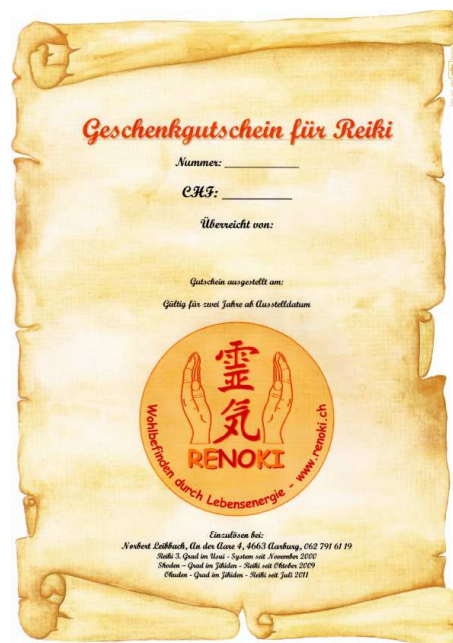 Geschenkgutschein für Reiki
Nummer: ___________
CHF: __________
Überreicht von:
Gutschein ausgestellt am:
Gültig für zwei Jahre ab Ausstelldatum
霊
気
RENOKI
Wohlbefinden durch Lebensenergie - www.renoki.ch
Einzulösen bei:
Norbert Leibbach, An der Aare 4, 4663 Aarburg, 062 791 61 19
Reiki 3. Grad im Usui - System seit November 2000
Shoden – Grad im Jikiden - Reiki seit Oktober 2009
Okuden - Grad im Jikiden - Reiki seit Juli 2011